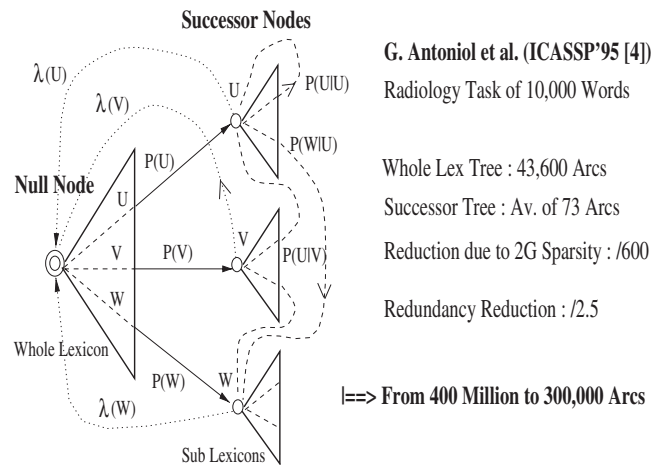 Successor Nodes
λ(U)
λ(V)
U
P(U|U)
P(W|U)
P(U)
Null Node
U
V
P(V)
V
P(U|V)
W
Whole Lexicon
P(W)
W
λ(W)
Sub Lexicons
G. Antoniol et al. (ICASSP'95 [4])
Radiology Task of 10,000 Words
Whole Lex Tree : 43,600 Arcs
Successor Tree : Av. of 73 Arcs
Reduction due to 2G Sparsity : /600
Redundancy Reduction : /2.5
|==> From 400 Million to 300,000 Arcs